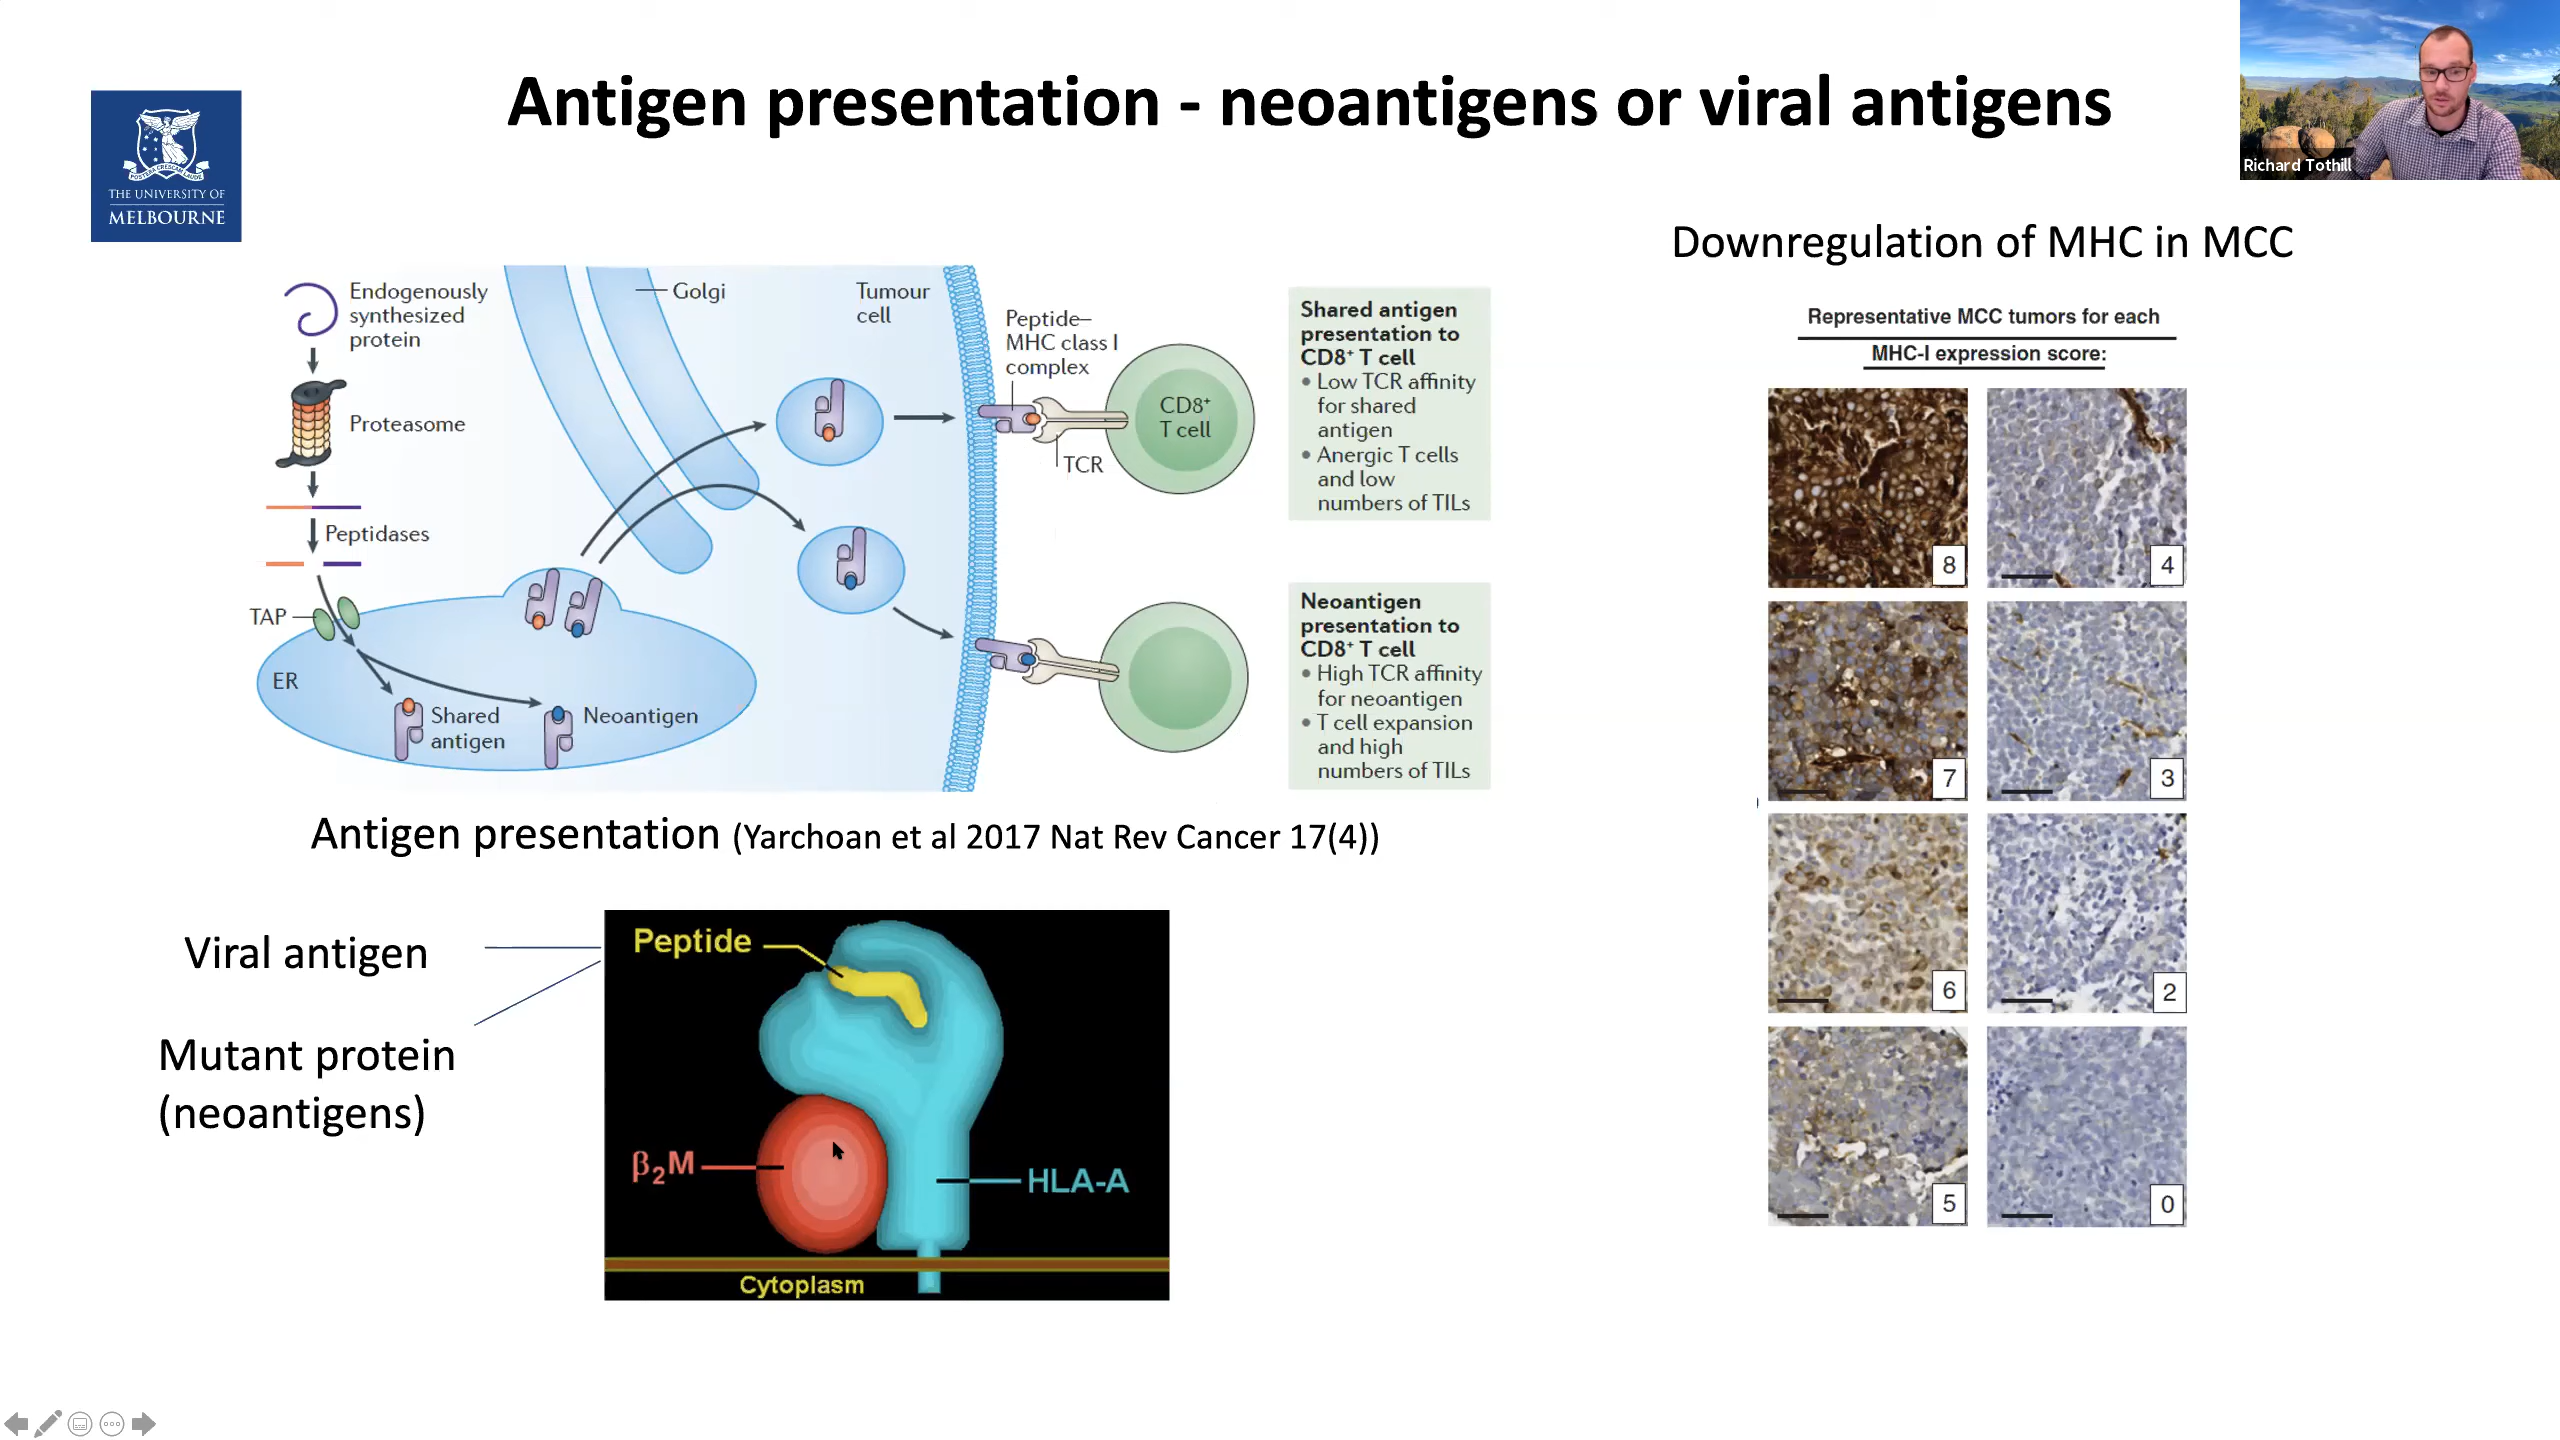 Antigen presentation - neoantigens or viral antigens
Richard Tothill
THE UNIVERSITY OF
MELBOURNE
Downregulation of MHC in MCC
Endogenously
synthesized
protein
Proteasome
Peptidases
TAP
ER
Shared
antigen
Neoantigen
Golgi
Tumour
cell
Peptide–
MHC class I
complex
TCR
CD8⁺
T cell
Shared antigen
presentation to
CD8⁺ T cell
• Low TCR affinity
for shared
antigen
• Anergic T cells
and low
numbers of TILs
Neoantigen
presentation to
CD8⁺ T cell
• High TCR affinity
for neoantigen
• T cell expansion
and high
numbers of TILs
Antigen presentation (Yarchoan et al 2017 Nat Rev Cancer 17(4))
Viral antigen
Mutant protein
(neoantigens)
Peptide
β₂M
HLA-A
Cytoplasm
Representative MCC tumors for each
MHC-I expression score:
8
4
7
3
6
2
5
0